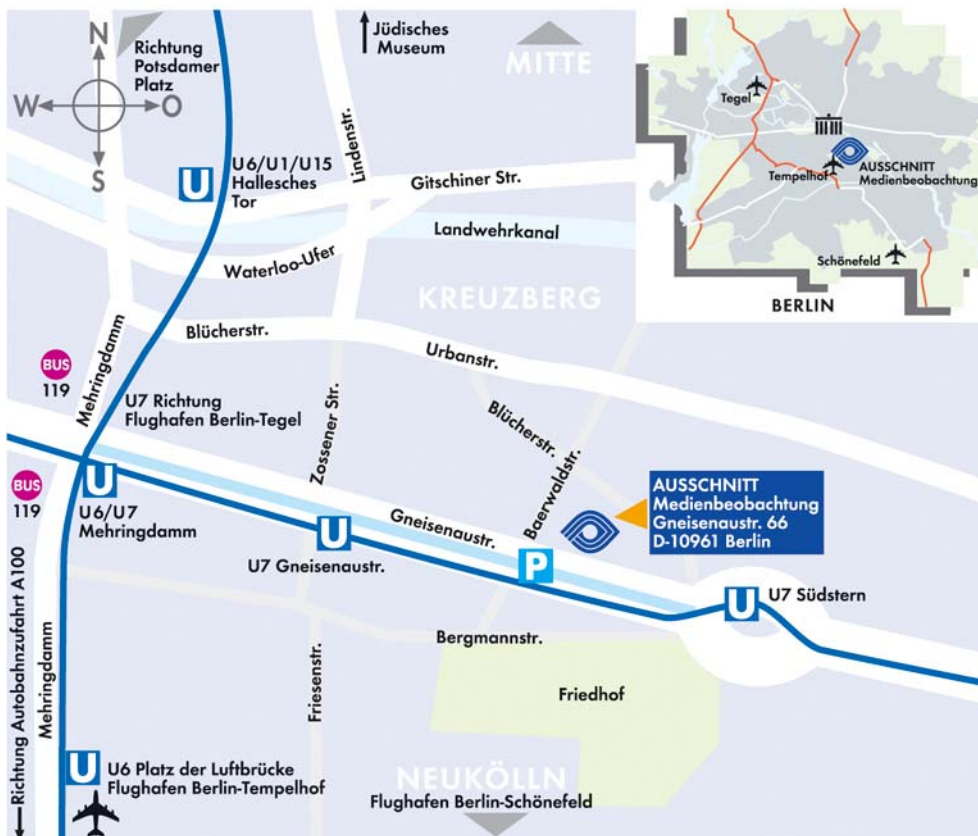 N
W
O
S
Richtung
Potsdamer
Platz
Jüdisches
Museum
MITTE
Lindenstr.
U
U6/U1/U15
Hallesches
Tor
Gitschiner Str.
Landwehrkanal
Waterloo-Ufer
KREUZBERG
Blücherstr.
Urbanstr.
Mehringdamm
BUS
119
U7 Richtung
Flughafen Berlin-Tegel
Zossener Str.
Blücherstr.
Baerwaldstr.
BUS
119
U
U6/U7
Mehringdamm
Gneisenaustr.
U
U7 Gneisenaustr.
P
AUSSCHNITT
Medienbeobachtung
Gneisenaustr. 66
D-10961 Berlin
U
U7 Südstern
Bergmannstr.
Friesenstr.
Friedhof
Richtung Autobahnzufahrt A100
Mehringdamm
U
U6 Platz der Luftbrücke
Flughafen Berlin-Tempelhof
NEUKÖLLN
Flughafen Berlin-Schönefeld
Tegel
Tempelhof
AUSSCHNITT
Medienbeobachtung
Schönefeld
BERLIN